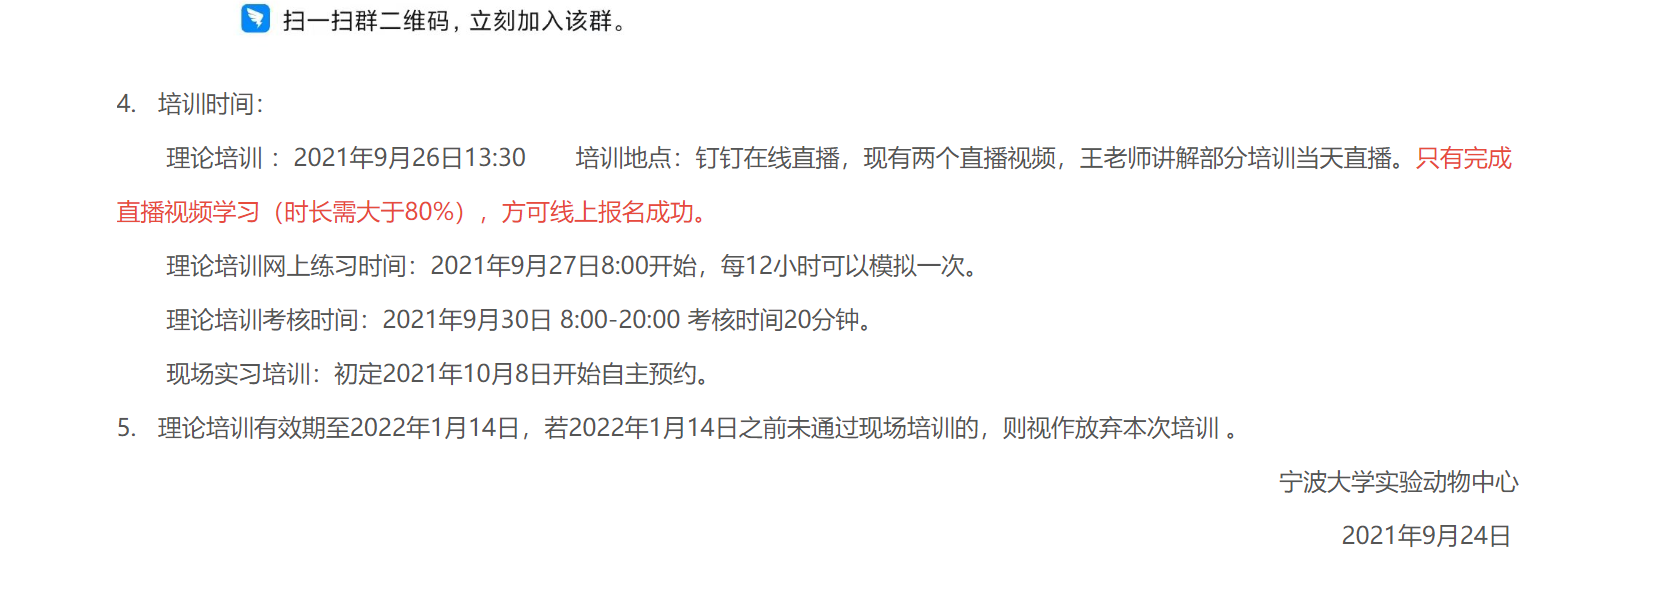 扫一扫群二维码，立刻加入该群。
4. 培训时间：
理论培训 ：2021年9月26日13:30 培训地点：钉钉在线直播，现有两个直播视频，王老师讲解部分培训当天直播。只有完成
直播视频学习（时长需大于80%），方可线上报名成功。
理论培训网上练习时间：2021年9月27日8:00开始，每12小时可以模拟一次。
理论培训考核时间：2021年9月30日 8:00-20:00 考核时间20分钟。
现场实习培训：初定2021年10月8日开始自主预约。
5. 理论培训有效期至2022年1月14日，若2022年1月14日之前未通过现场培训的，则视作放弃本次培训 。
宁波大学实验动物中心
2021年9月24日